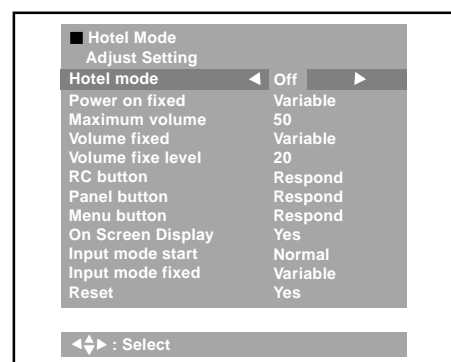 ■ Hotel Mode
Adjust Setting
Hotel mode ◀ Off ▶
Power on fixed Variable
Maximum volume 50
Volume fixed Variable
Volume fixe level 20
RC button Respond
Panel button Respond
Menu button Respond
On Screen Display Yes
Input mode start Normal
Input mode fixed Variable
Reset Yes
◀▲▼▶ : Select